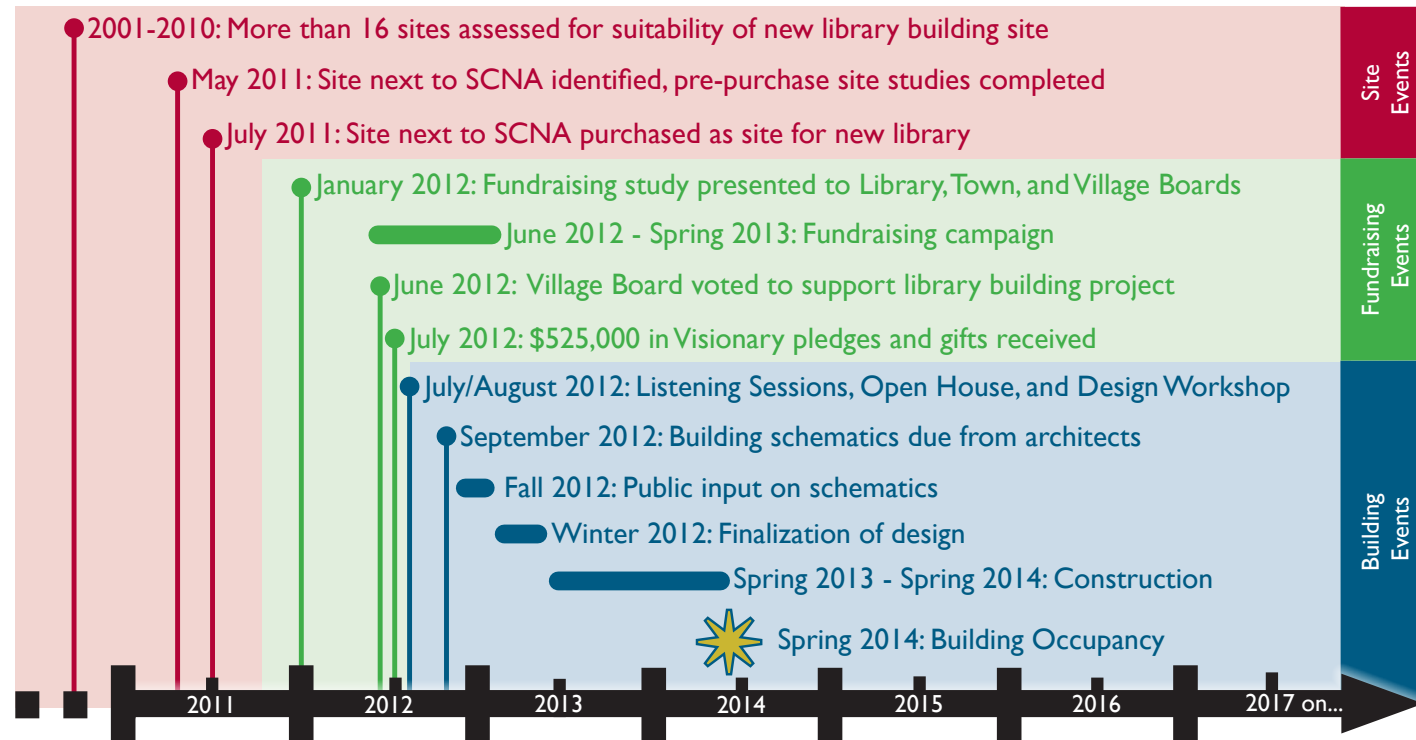 2001-2010: More than 16 sites assessed for suitability of new library building site
May 2011: Site next to SCNA identified, pre-purchase site studies completed
July 2011: Site next to SCNA purchased as site for new library
Site
Events
January 2012: Fundraising study presented to Library, Town, and Village Boards
June 2012 - Spring 2013: Fundraising campaign
June 2012: Village Board voted to support library building project
July 2012: $525,000 in Visionary pledges and gifts received
Fundraising
Events
July/August 2012: Listening Sessions, Open House, and Design Workshop
September 2012: Building schematics due from architects
Fall 2012: Public input on schematics
Winter 2012: Finalization of design
Spring 2013 - Spring 2014: Construction
Spring 2014: Building Occupancy
Building
Events
2011 2012 2013 2014 2015 2016 2017 on...